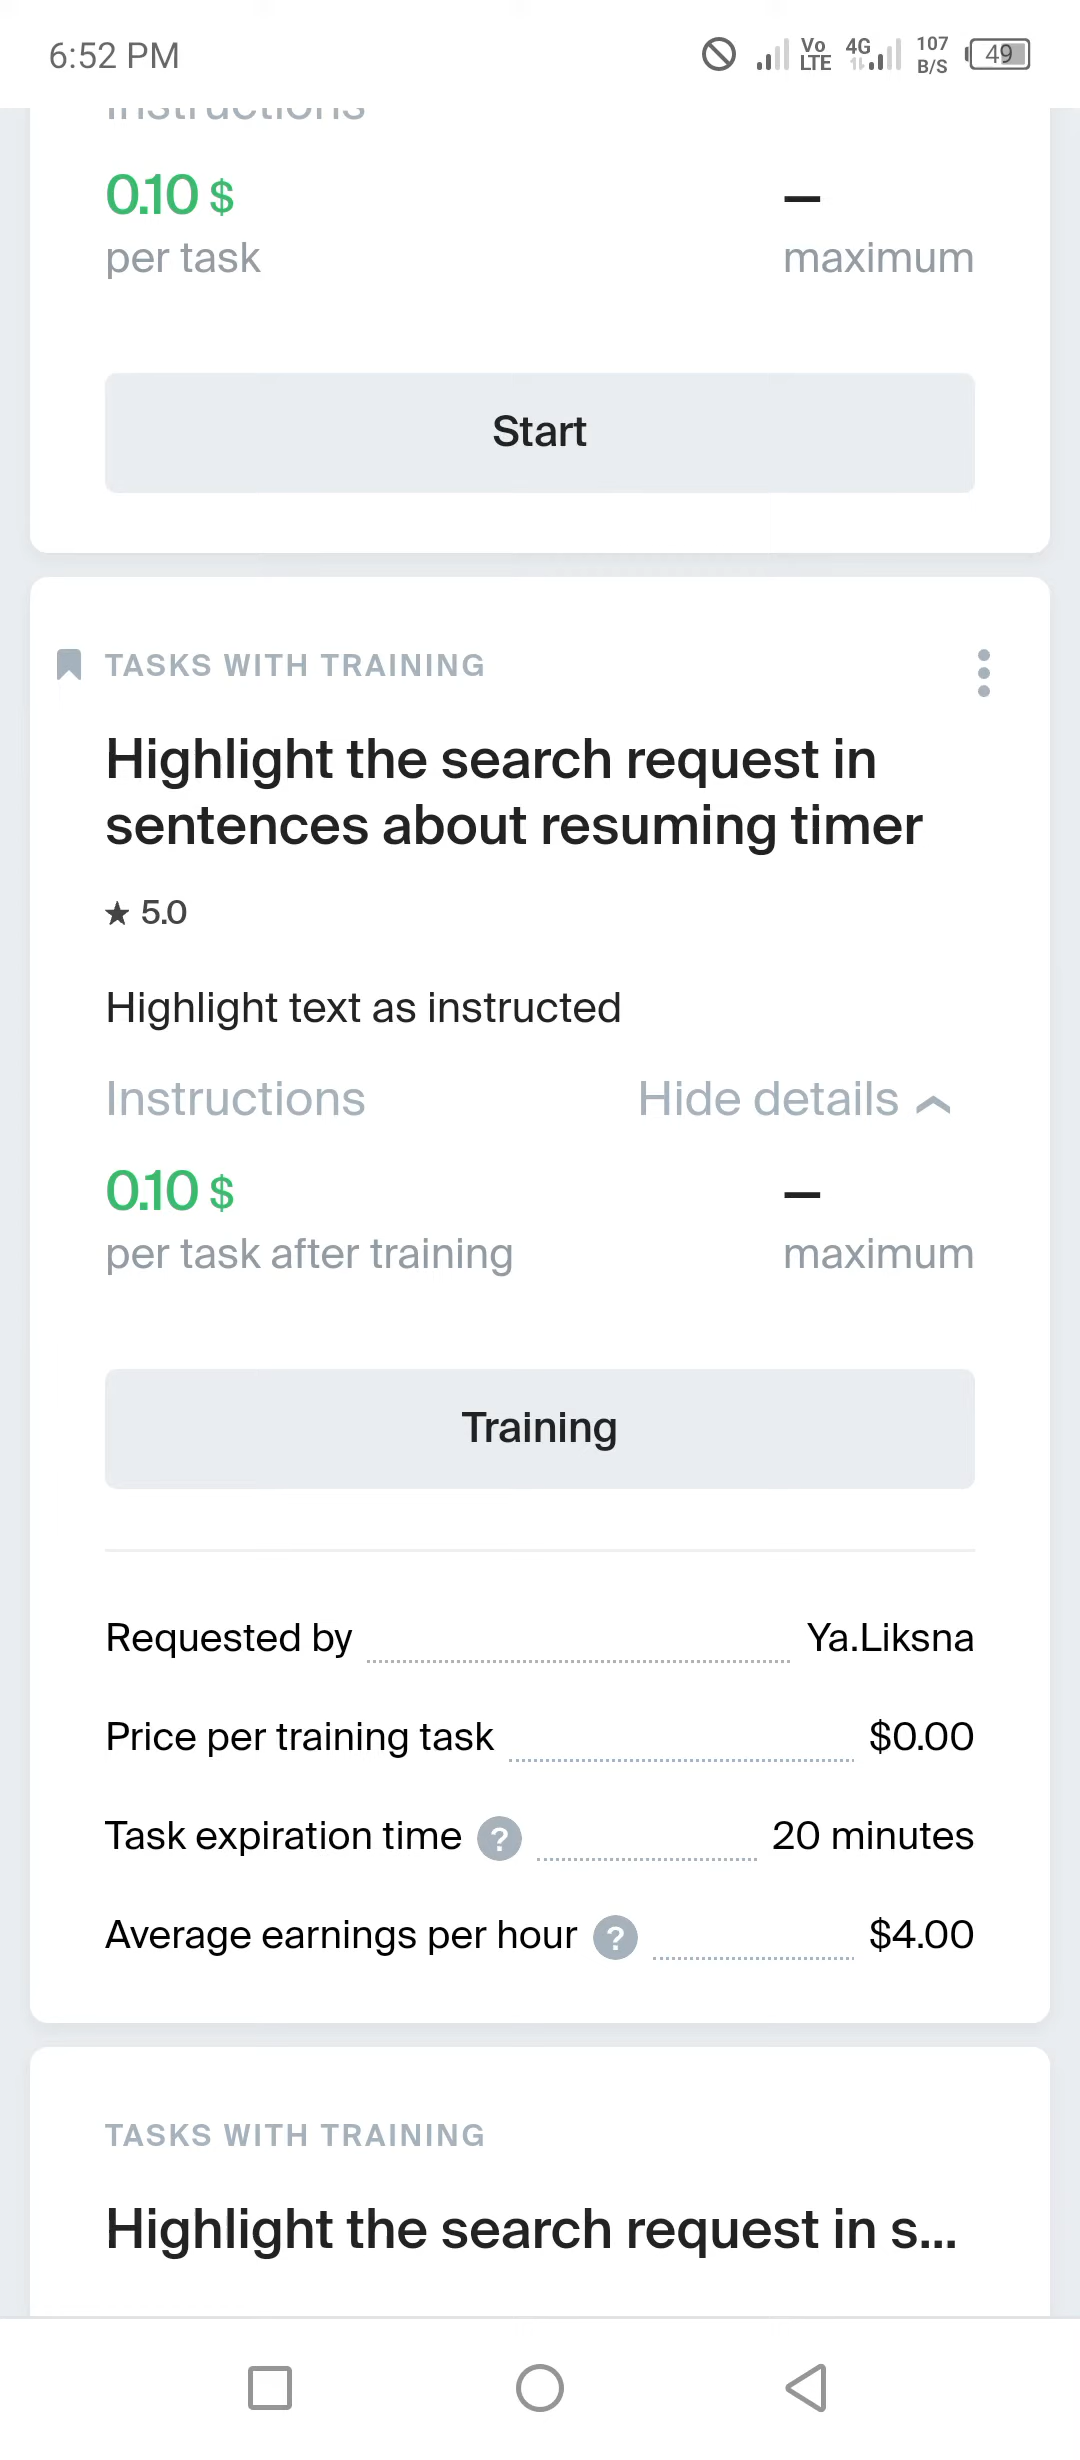 6:52 PM
Vo LTE 4G 107 B/S 49
Instructions
0.10 $
–
per task
maximum
Start
TASKS WITH TRAINING
Highlight the search request in
sentences about resuming timer
★ 5.0
Highlight text as instructed
Instructions
Hide details
0.10 $
–
per task after training
maximum
Training
Requested by Ya.Liksna
Price per training task $0.00
Task expiration time ? 20 minutes
Average earnings per hour ? $4.00
TASKS WITH TRAINING
Highlight the search request in s...